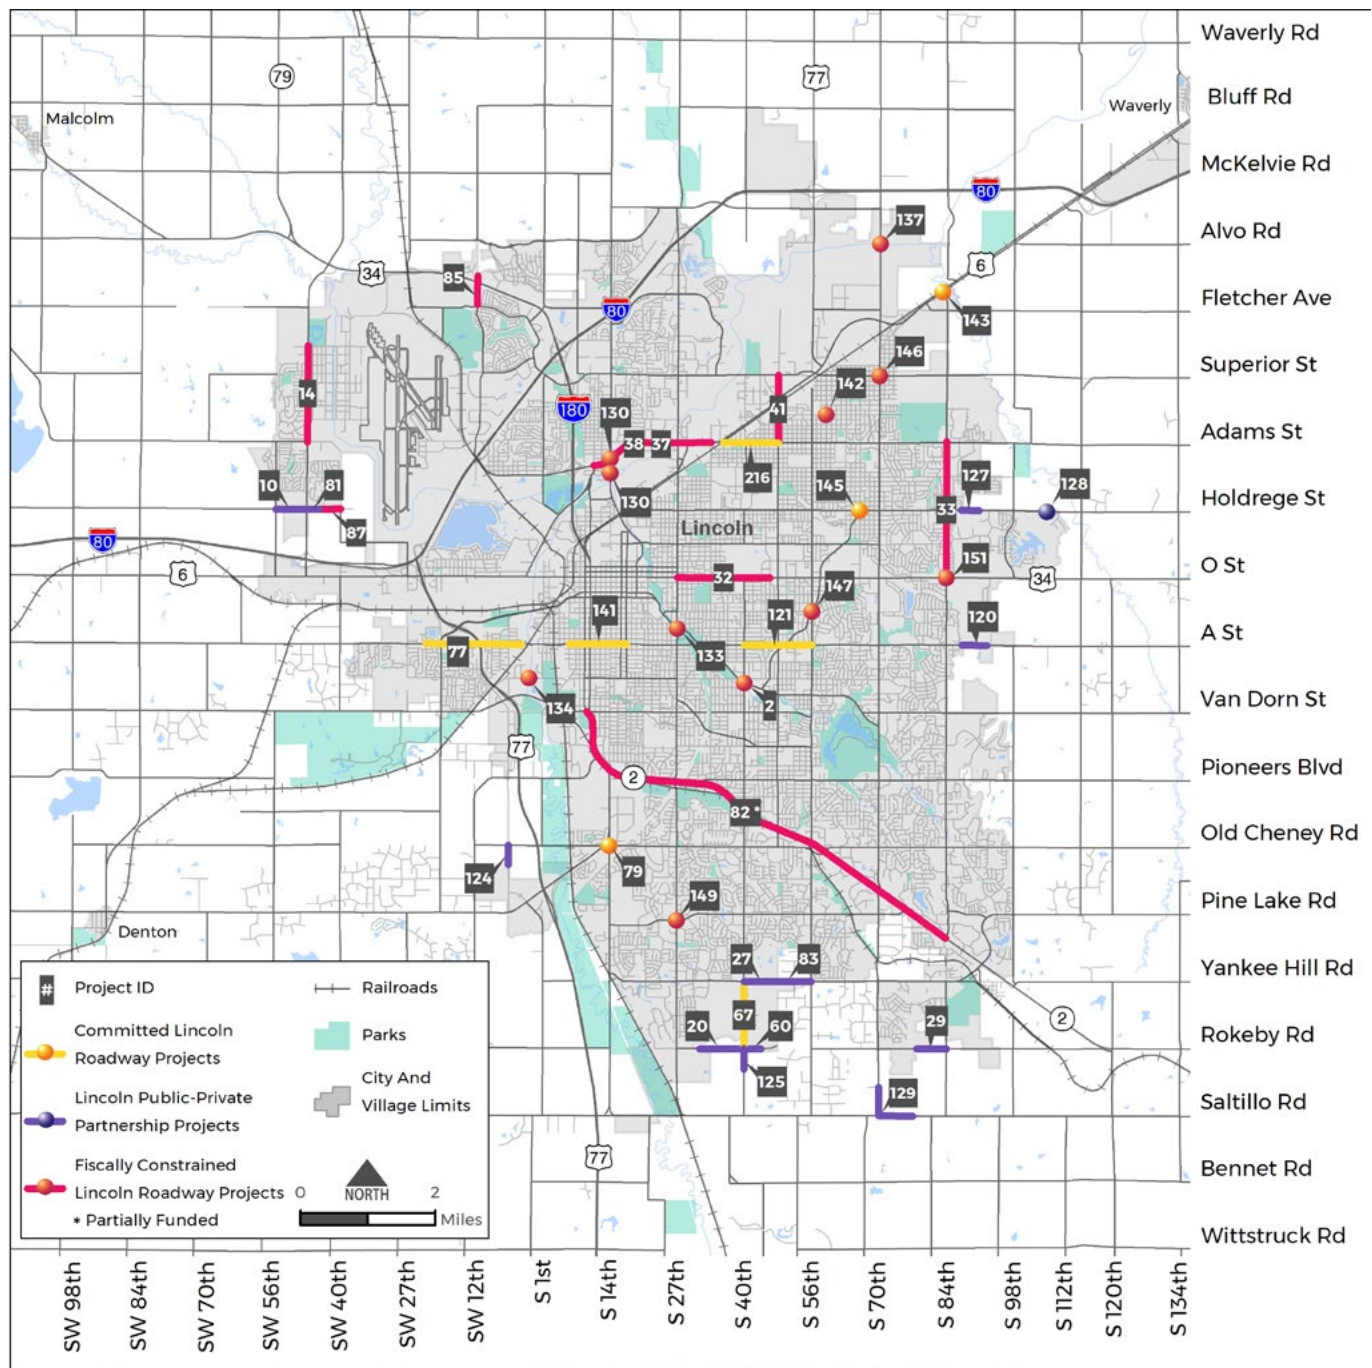 Waverly Rd
79
77
Bluff Rd
Waverly
Malcolm
McKelvie Rd
80
137
Alvo Rd
6
34
85
Fletcher Ave
80
143
Superior St
146
142
14
180
130
41
38
37
Adams St
216
10
81
145
127
128
130
Holdrege St
33
87
Lincoln
80
151
O St
6
32
34
147
141
121
120
A St
77
133
2
Van Dorn St
134
77
Pioneers Blvd
2
82 *
Old Cheney Rd
124
79
149
Pine Lake Rd
Denton
27
83
Yankee Hill Rd
67
2
20
60
29
Rokeby Rd
125
129
Saltillo Rd
77
Bennet Rd
Wittstruck Rd
# Project ID
Committed Lincoln
Roadway Projects
Lincoln Public-Private
Partnership Projects
Fiscally Constrained
Lincoln Roadway Projects
* Partially Funded
Railroads
Parks
City And
Village Limits
NORTH
0 2
Miles
SW 98th
SW 84th
SW 70th
SW 56th
SW 40th
SW 27th
SW 12th
S 1st
S 14th
S 27th
S 40th
S 56th
S 70th
S 84th
S 98th
S 112th
S 120th
S 134th